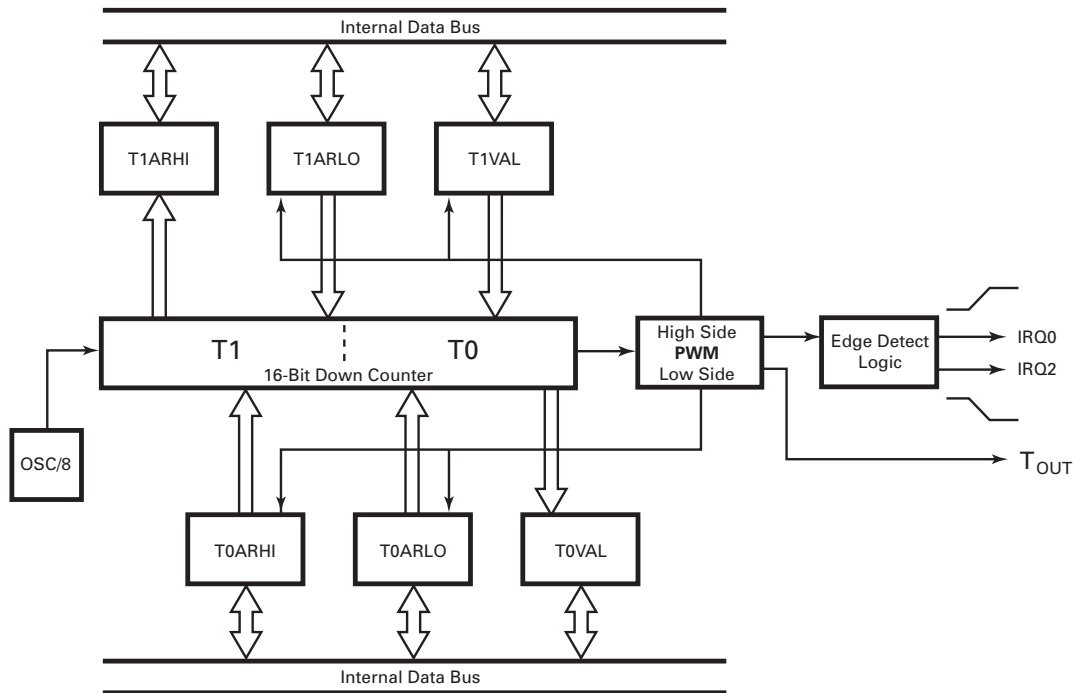 Internal Data Bus
T1ARHI
T1ARLO
T1VAL
T1
T0
16-Bit Down Counter
High Side
PWM
Low Side
Edge Detect
Logic
IRQ0
IRQ2
OSC/8
TOUT
T0ARHI
T0ARLO
T0VAL
Internal Data Bus